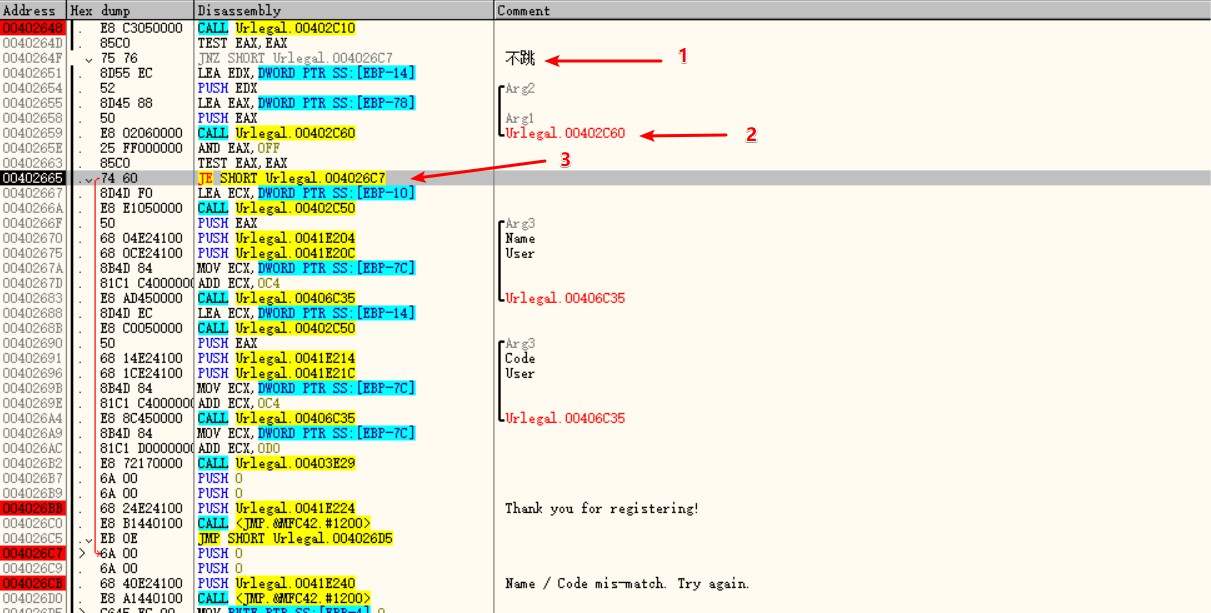 Address Hex dump Disassembly Comment
00402648 . E8 C3050000 CALL Urlegal.00402C10
0040264D . 85C0 TEST EAX,EAX
0040264F . 75 76 JNZ SHORT Urlegal.004026C7 不跳 1
00402651 . 8D55 EC LEA EDX,DWORD PTR SS:[EBP-14]
00402654 . 52 PUSH EDX Arg2
00402655 . 8D45 88 LEA EAX,DWORD PTR SS:[EBP-78]
00402658 . 50 PUSH EAX Arg1
00402659 . E8 02060000 CALL Urlegal.00402C60 Urlegal.00402C60 2
0040265E . 25 FF000000 AND EAX,0FF
00402663 . 85C0 TEST EAX,EAX 3
00402665 . 74 60 JE SHORT Urlegal.004026C7
00402667 . 8D4D F0 LEA ECX,DWORD PTR SS:[EBP-10]
0040266A . E8 E1050000 CALL Urlegal.00402C50
0040266F . 50 PUSH EAX Arg3
00402670 . 68 04E24100 PUSH Urlegal.0041E204 Name
00402675 . 68 0CE24100 PUSH Urlegal.0041E20C User
0040267A . 8B4D 84 MOV ECX,DWORD PTR SS:[EBP-7C]
0040267D . 81C1 C4000000 ADD ECX,0C4
00402683 . E8 AD450000 CALL Urlegal.00406C35 Urlegal.00406C35
00402688 . 8D4D EC LEA ECX,DWORD PTR SS:[EBP-14]
0040268B . E8 C0050000 CALL Urlegal.00402C50
00402690 . 50 PUSH EAX Arg3
00402691 . 68 14E24100 PUSH Urlegal.0041E214 Code
00402696 . 68 1CE24100 PUSH Urlegal.0041E21C User
0040269B . 8B4D 84 MOV ECX,DWORD PTR SS:[EBP-7C]
0040269E . 81C1 C4000000 ADD ECX,0C4
004026A4 . E8 8C450000 CALL Urlegal.00406C35 Urlegal.00406C35
004026A9 . 8B4D 84 MOV ECX,DWORD PTR SS:[EBP-7C]
004026AC . 81C1 D0000000 ADD ECX,0D0
004026B2 . E8 72170000 CALL Urlegal.00403E29
004026B7 . 6A 00 PUSH 0
004026B9 . 6A 00 PUSH 0
004026BB . 68 24E24100 PUSH Urlegal.0041E224 Thank you for registering!
004026C0 . E8 B1440100 CALL <JMP.&MFC42.#1200>
004026C5 . EB 0E JMP SHORT Urlegal.004026D5
004026C7 > 6A 00 PUSH 0
004026C9 . 6A 00 PUSH 0
004026CB . 68 40E24100 PUSH Urlegal.0041E240 Name / Code mis-match. Try again.
004026D0 . E8 A1440100 CALL <JMP.&MFC42.#1200>